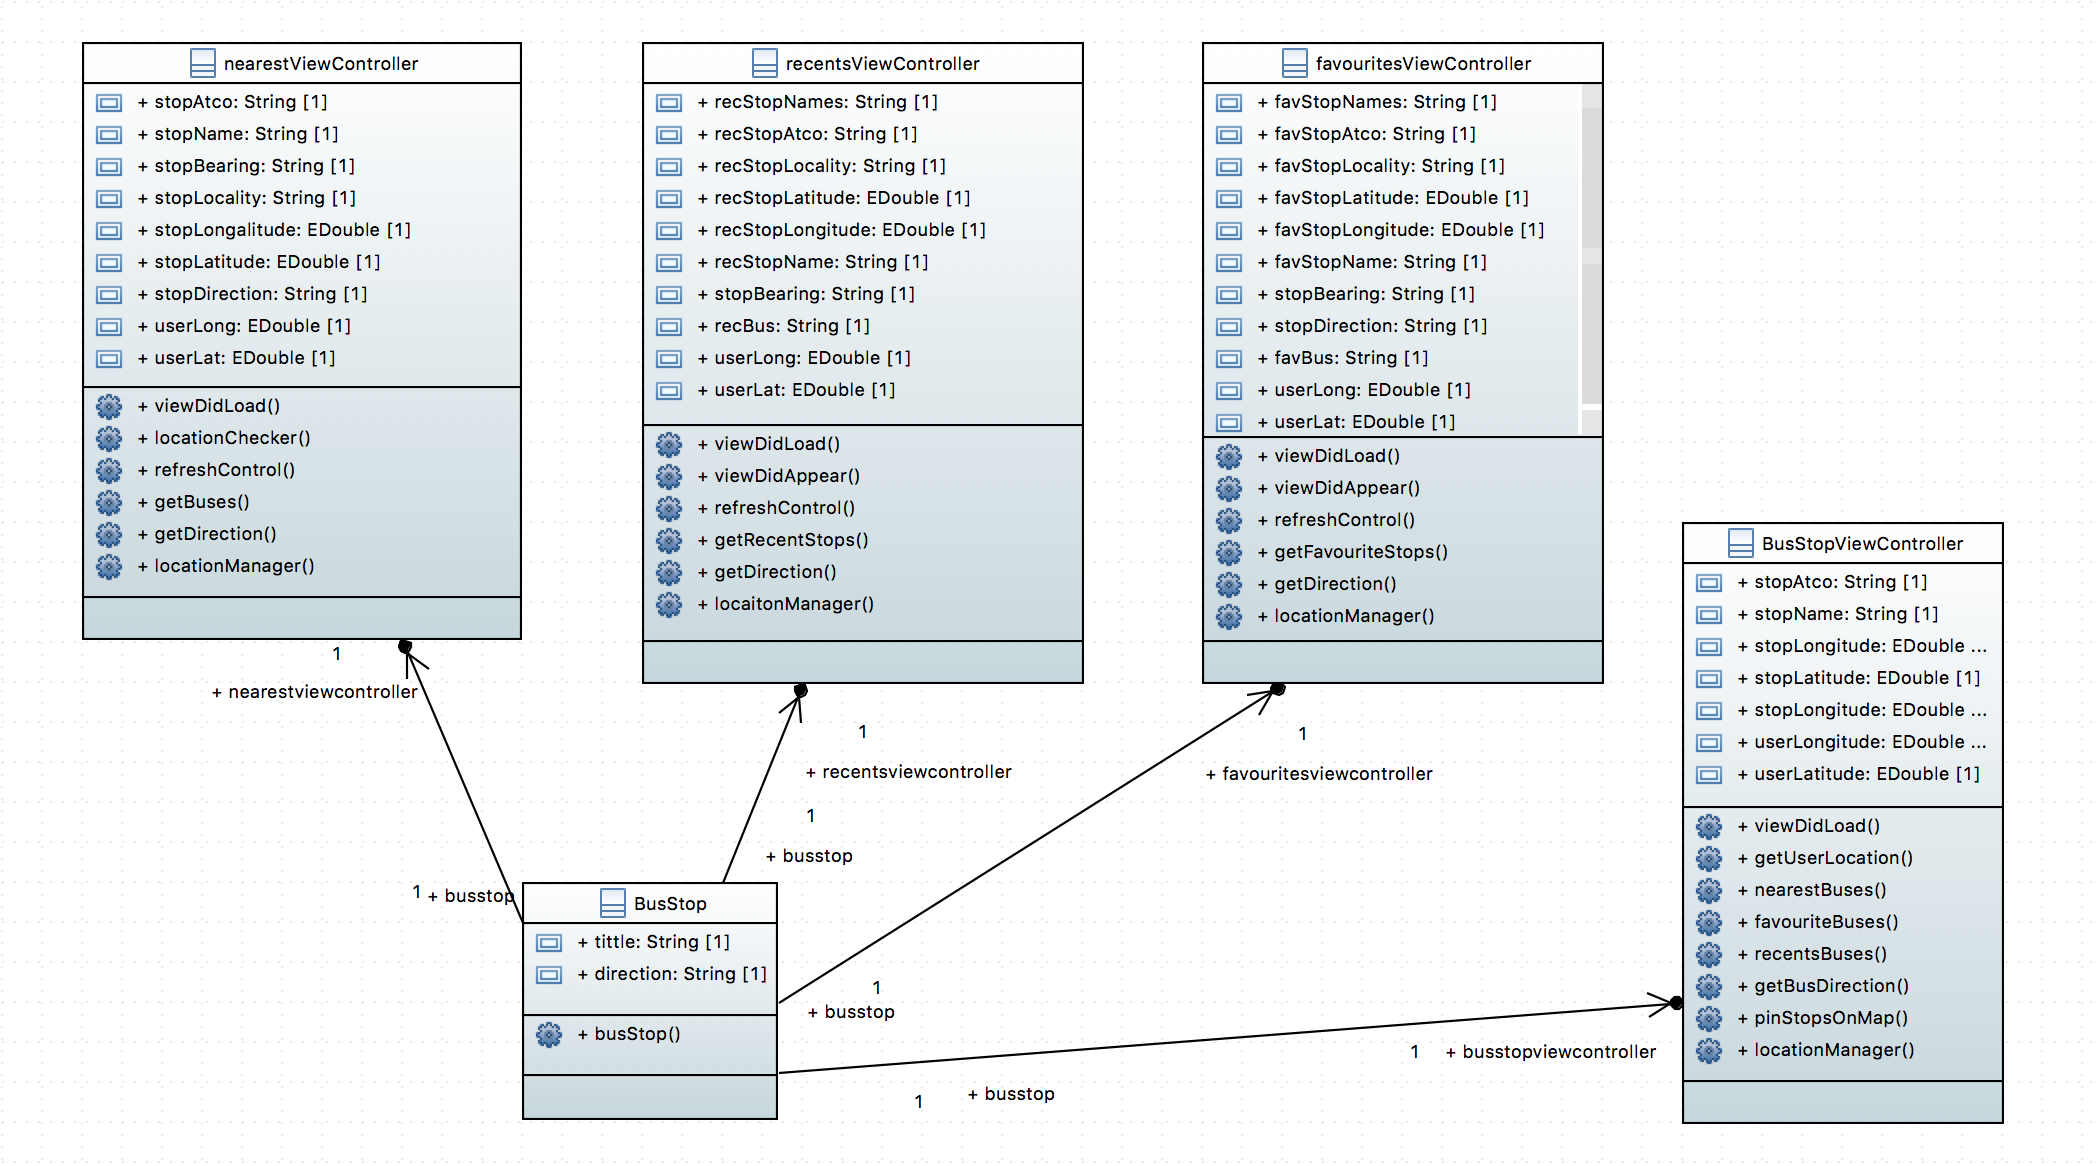 nearestViewController
+ stopAtco: String [1]
+ stopName: String [1]
+ stopBearing: String [1]
+ stopLocality: String [1]
+ stopLongalitude: EDouble [1]
+ stopLatitude: EDouble [1]
+ stopDirection: String [1]
+ userLong: EDouble [1]
+ userLat: EDouble [1]
+ viewDidLoad()
+ locationChecker()
+ refreshControl()
+ getBuses()
+ getDirection()
+ locationManager()
recentsViewController
+ recStopNames: String [1]
+ recStopAtco: String [1]
+ recStopLocality: String [1]
+ recStopLatitude: EDouble [1]
+ recStopLongitude: EDouble [1]
+ recStopName: String [1]
+ stopBearing: String [1]
+ recBus: String [1]
+ userLong: EDouble [1]
+ userLat: EDouble [1]
+ viewDidLoad()
+ viewDidAppear()
+ refreshControl()
+ getRecentStops()
+ getDirection()
+ locaitonManager()
favouritesViewController
+ favStopNames: String [1]
+ favStopAtco: String [1]
+ favStopLocality: String [1]
+ favStopLatitude: EDouble [1]
+ favStopLongitude: EDouble [1]
+ favStopName: String [1]
+ stopBearing: String [1]
+ stopDirection: String [1]
+ favBus: String [1]
+ userLong: EDouble [1]
+ userLat: EDouble [1]
+ viewDidLoad()
+ viewDidAppear()
+ refreshControl()
+ getFavouriteStops()
+ getDirection()
+ locationManager()
BusStopViewController
+ stopAtco: String [1]
+ stopName: String [1]
+ stopLongitude: EDouble ...
+ stopLatitude: EDouble [1]
+ stopLongitude: EDouble ...
+ userLongitude: EDouble ...
+ userLatitude: EDouble [1]
+ viewDidLoad()
+ getUserLocation()
+ nearestBuses()
+ favouriteBuses()
+ recentsBuses()
+ getBusDirection()
+ pinStopsOnMap()
+ locationManager()
1
+ nearestviewcontroller
1
+ recentsviewcontroller
1
+ favouritesviewcontroller
1
+ busstop
1 + busstop
BusStop
+ tittle: String [1]
+ direction: String [1]
+ busStop()
1
+ busstop
1 + busstopviewcontroller
1 + busstop